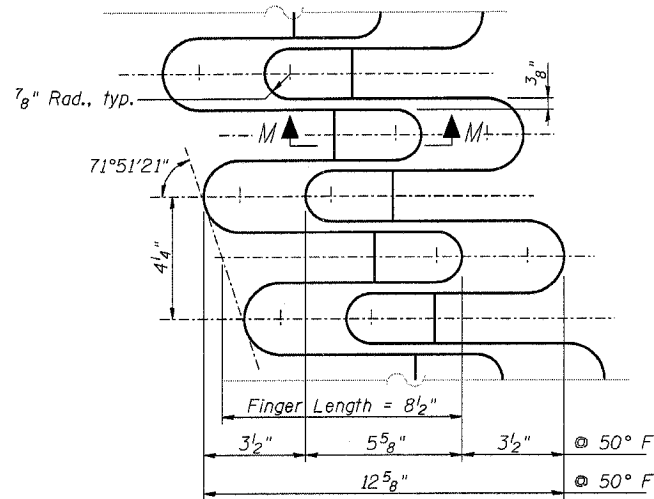 3/8"
7/8" Rad., typ.
M M
71°51'21"
4 1/4"
Finger Length = 8 1/2"
3 1/2" 5 5/8" 3 1/2" @ 50° F
12 5/8" @ 50° F